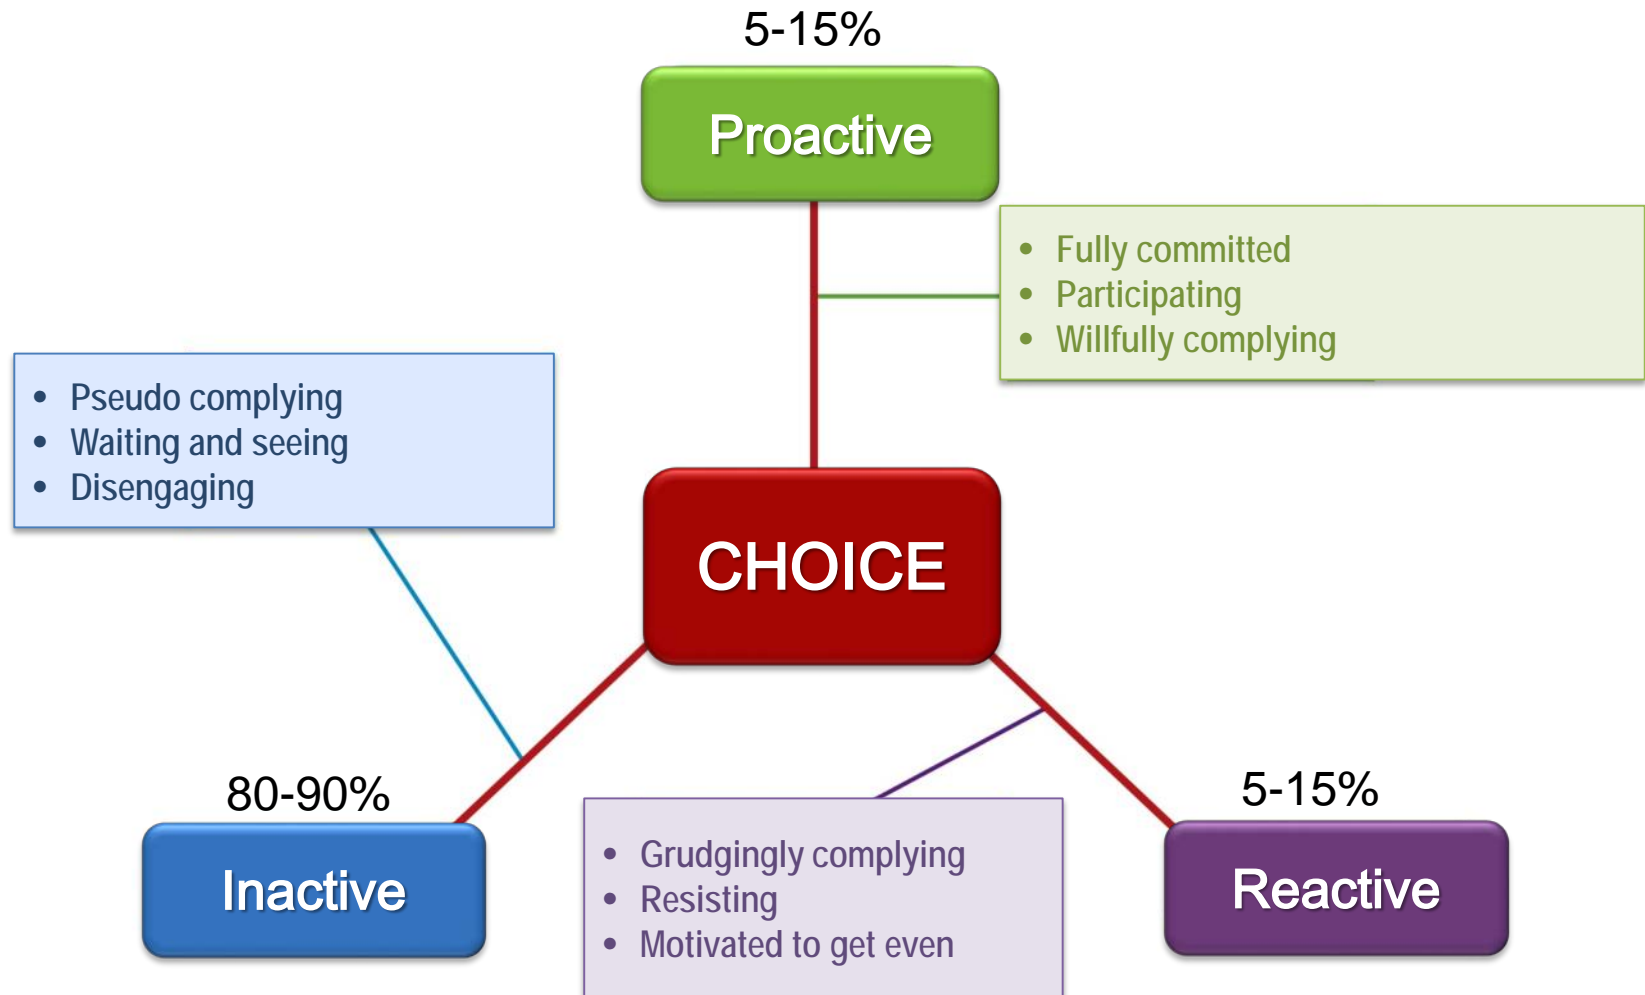 5-15%
Proactive
• Fully committed
• Participating
• Willfully complying
• Pseudo complying
• Waiting and seeing
• Disengaging
CHOICE
80-90%
Inactive
• Grudgingly complying
• Resisting
• Motivated to get even
5-15%
Reactive